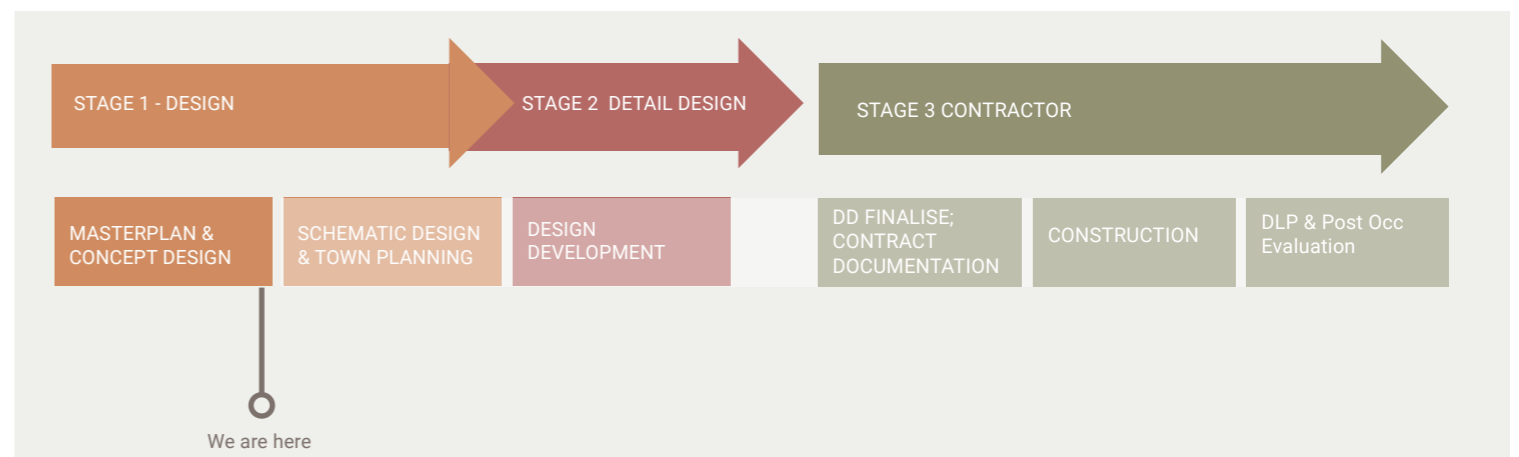 STAGE 1 - DESIGN
STAGE 2  DETAIL DESIGN
STAGE 3 CONTRACTOR
MASTERPLAN &
CONCEPT DESIGN
SCHEMATIC DESIGN
& TOWN PLANNING
DESIGN
DEVELOPMENT
DD FINALISE;
CONTRACT
DOCUMENTATION
CONSTRUCTION
DLP & Post Occ
Evaluation
We are here